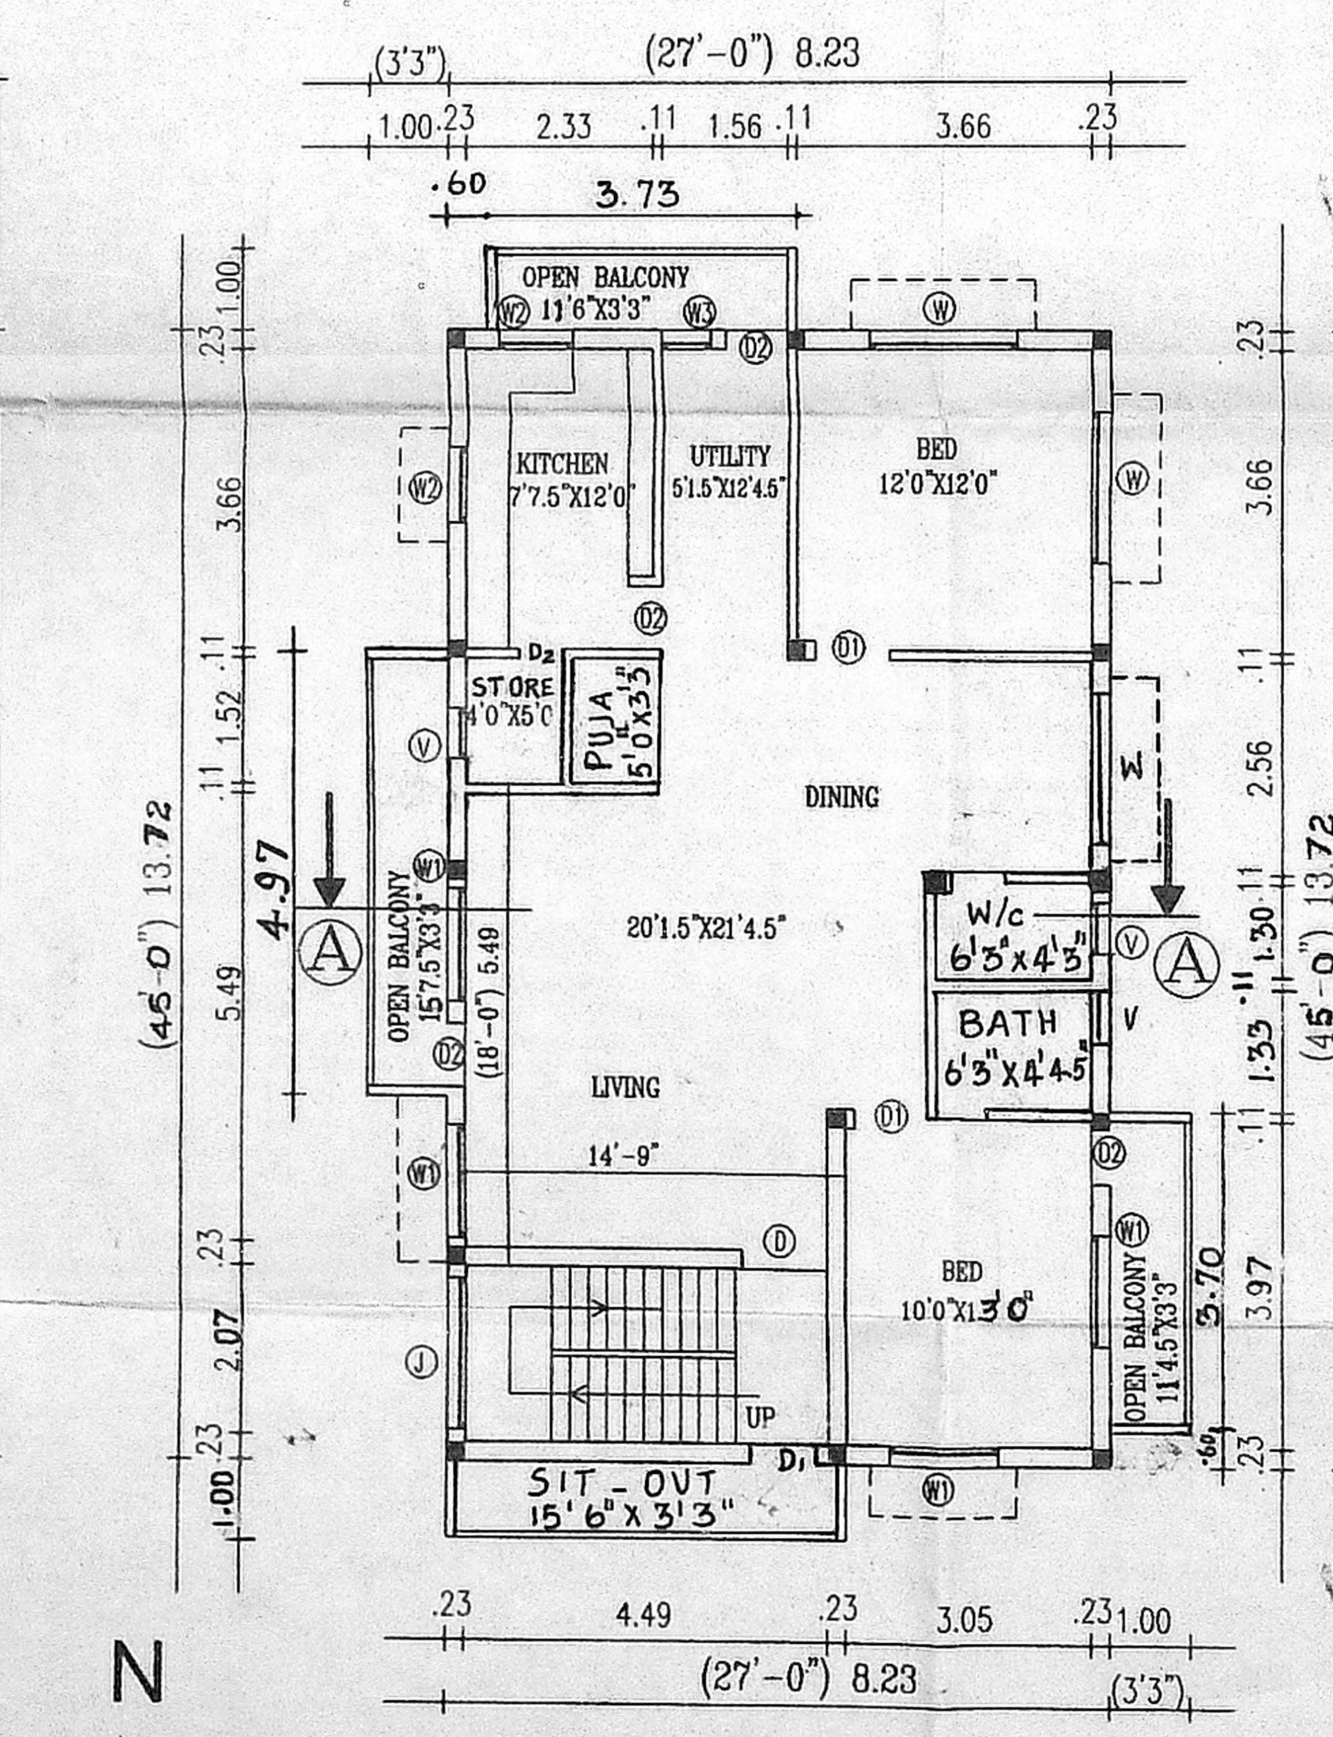 (3'3") (27'-0") 8.23
1.00 .23 2.33 .11 1.56 .11 3.66 .23
.60 3.73
OPEN BALCONY
11'6"X3'3"
W2 W3 W
D2
1.00
.23
3.66
.11
1.52
.11
5.49
.23
2.07
.23
1.00
(45'-0") 13.72
4.97
KITCHEN
7'7.5"X12'0"
UTILITY
5'1.5"X12'4.5"
BED
12'0"X12'0"
W2
W
D2
D1
D2
STORE
4'0"X5'0
PUJA
5'0"X3'3"
V
W
DINING
W1
A
OPEN BALCONY
15'7.5"X3'3"
(18'-0") 5.49
20'1.5"X21'4.5"
W/c
6'3"X4'3"
V
A
BATH
6'3"X4'4.5"
V
D2
LIVING
D1
14'-9"
W1
D
D2
W1
BED
10'0"X13'0"
OPEN BALCONY
11'4.5"X3'3"
3.70
.60
J
UP
D1
SIT-OUT
15'6"X3'3"
W1
.23
3.66
.11
2.56
.11
1.30
.11
1.33
.11
3.97
.23
(45'-0") 13.72
.23 4.49 .23 3.05 .23 1.00
(27'-0") 8.23 (3'3")
N